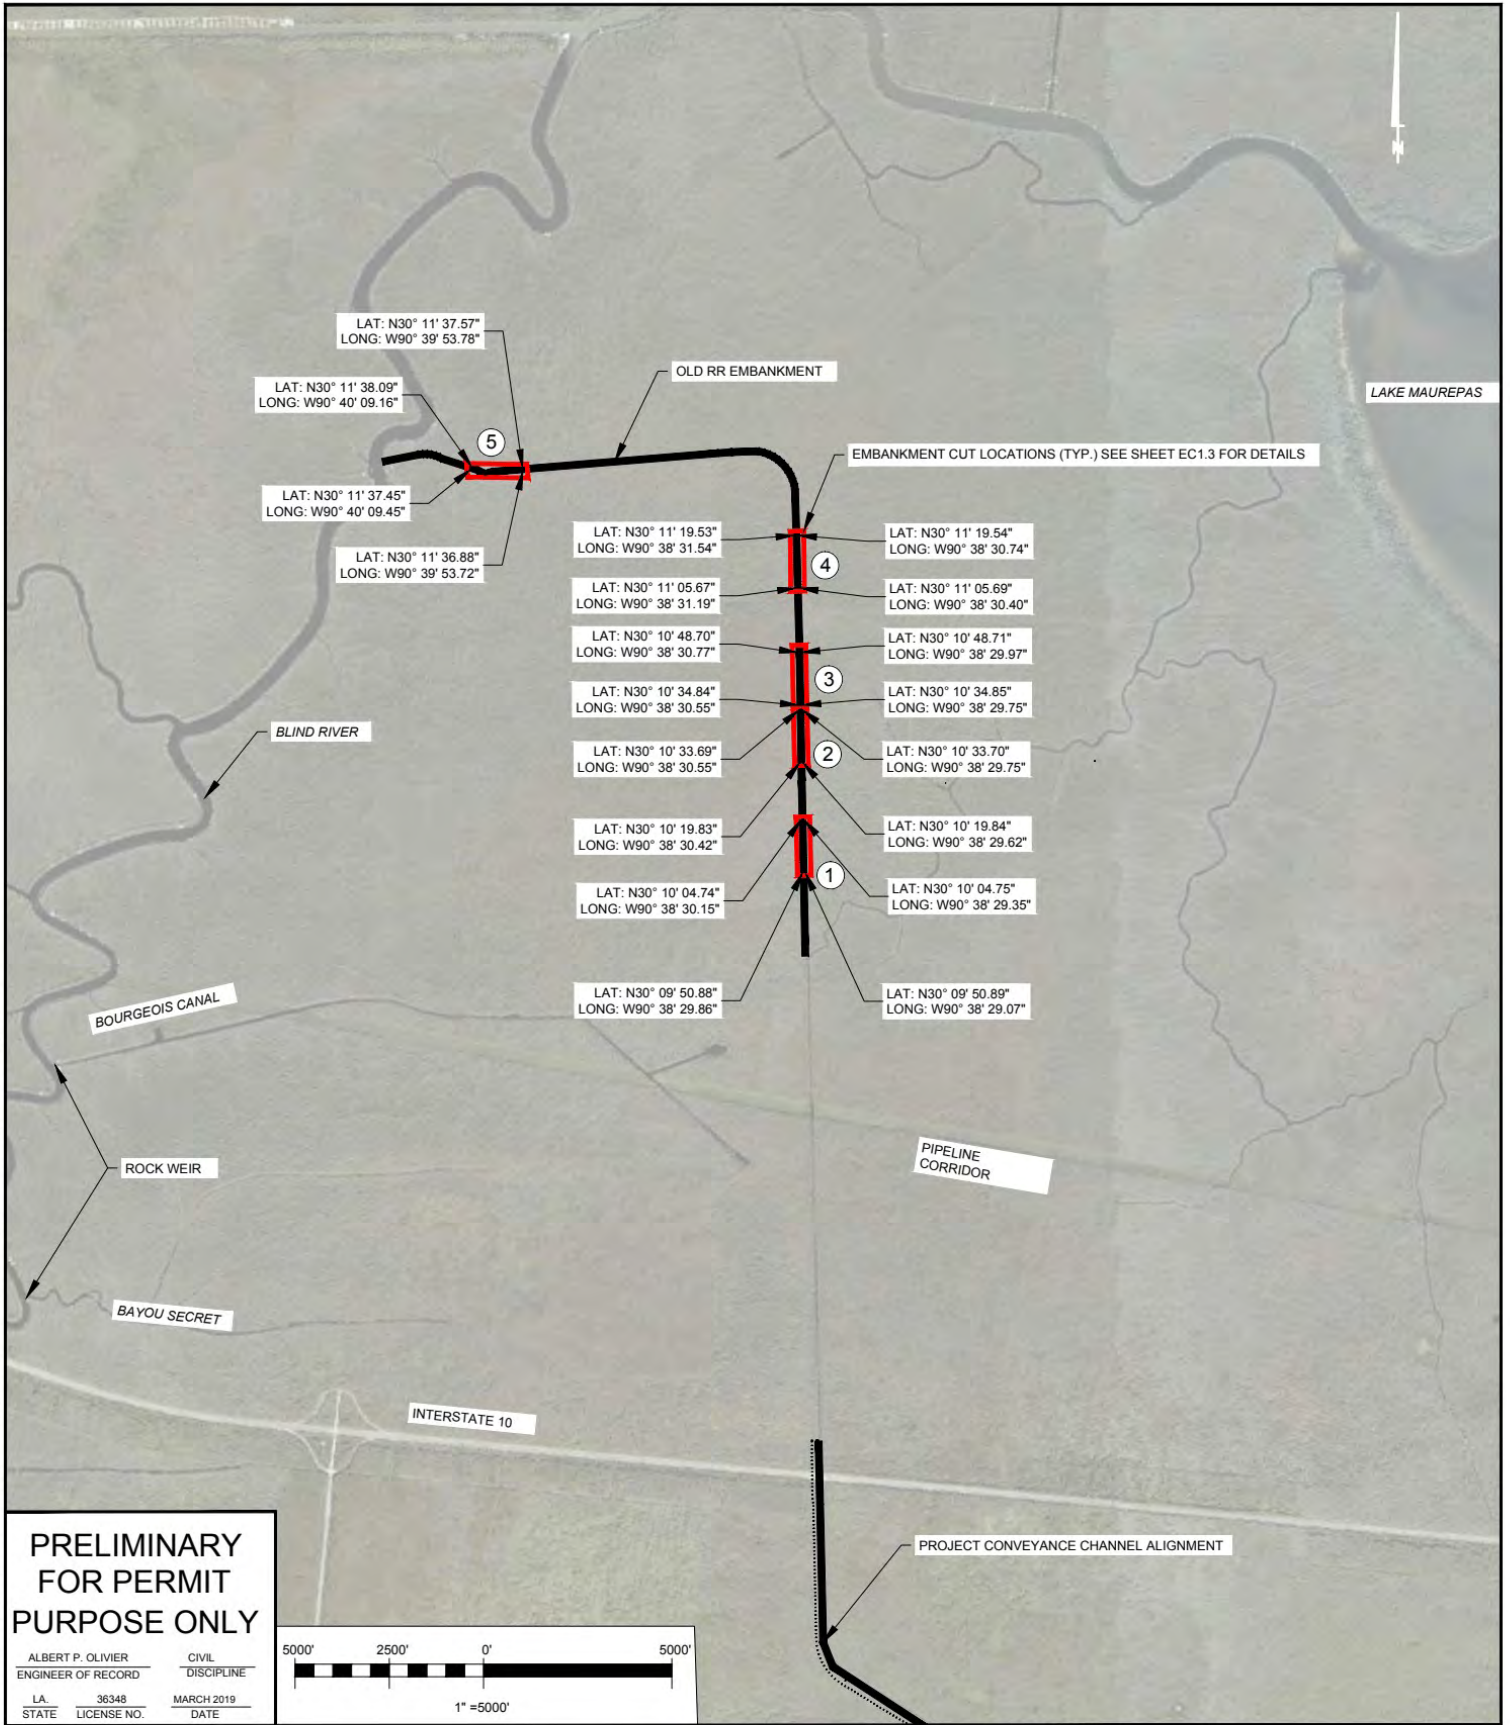 LAT: N30° 11' 37.57"
LONG: W90° 39' 53.78"
LAT: N30° 11' 38.09"
LONG: W90° 40' 09.16"
OLD RR EMBANKMENT
LAKE MAUREPAS
5
EMBANKMENT CUT LOCATIONS (TYP.) SEE SHEET EC1.3 FOR DETAILS
LAT: N30° 11' 37.45"
LONG: W90° 40' 09.45"
LAT: N30° 11' 36.88"
LONG: W90° 39' 53.72"
LAT: N30° 11' 19.53"
LONG: W90° 38' 31.54"
LAT: N30° 11' 19.54"
LONG: W90° 38' 30.74"
4
LAT: N30° 11' 05.67"
LONG: W90° 38' 31.19"
LAT: N30° 11' 05.69"
LONG: W90° 38' 30.40"
LAT: N30° 10' 48.70"
LONG: W90° 38' 30.77"
LAT: N30° 10' 48.71"
LONG: W90° 38' 29.97"
3
LAT: N30° 10' 34.84"
LONG: W90° 38' 30.55"
LAT: N30° 10' 34.85"
LONG: W90° 38' 29.75"
BLIND RIVER
LAT: N30° 10' 33.69"
LONG: W90° 38' 30.55"
2
LAT: N30° 10' 33.70"
LONG: W90° 38' 29.75"
LAT: N30° 10' 19.83"
LONG: W90° 38' 30.42"
LAT: N30° 10' 19.84"
LONG: W90° 38' 29.62"
1
LAT: N30° 10' 04.74"
LONG: W90° 38' 30.15"
LAT: N30° 10' 04.75"
LONG: W90° 38' 29.35"
LAT: N30° 09' 50.88"
LONG: W90° 38' 29.86"
LAT: N30° 09' 50.89"
LONG: W90° 38' 29.07"
BOURGEOIS CANAL
ROCK WEIR
PIPELINE
CORRIDOR
BAYOU SECRET
INTERSTATE 10
PROJECT CONVEYANCE CHANNEL ALIGNMENT
PRELIMINARY
FOR PERMIT
PURPOSE ONLY
ALBERT P. OLIVIER CIVIL
ENGINEER OF RECORD DISCIPLINE
LA. 36348 MARCH 2019
STATE LICENSE NO. DATE
5000' 2500' 0' 5000'
1" =5000'
N